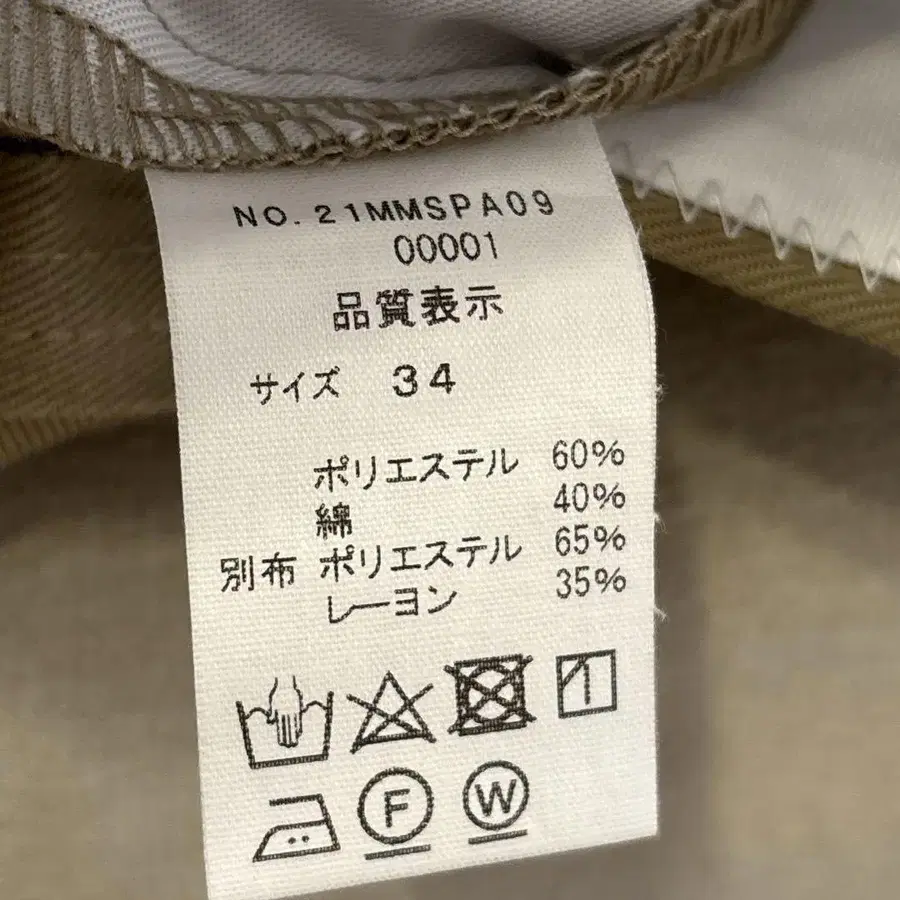 NO.21MMSPA09
00001
品質表示
サイズ 34
ポリエステル 60%
綿 40%
別布 ポリエステル 65%
レーヨン 35%
F W